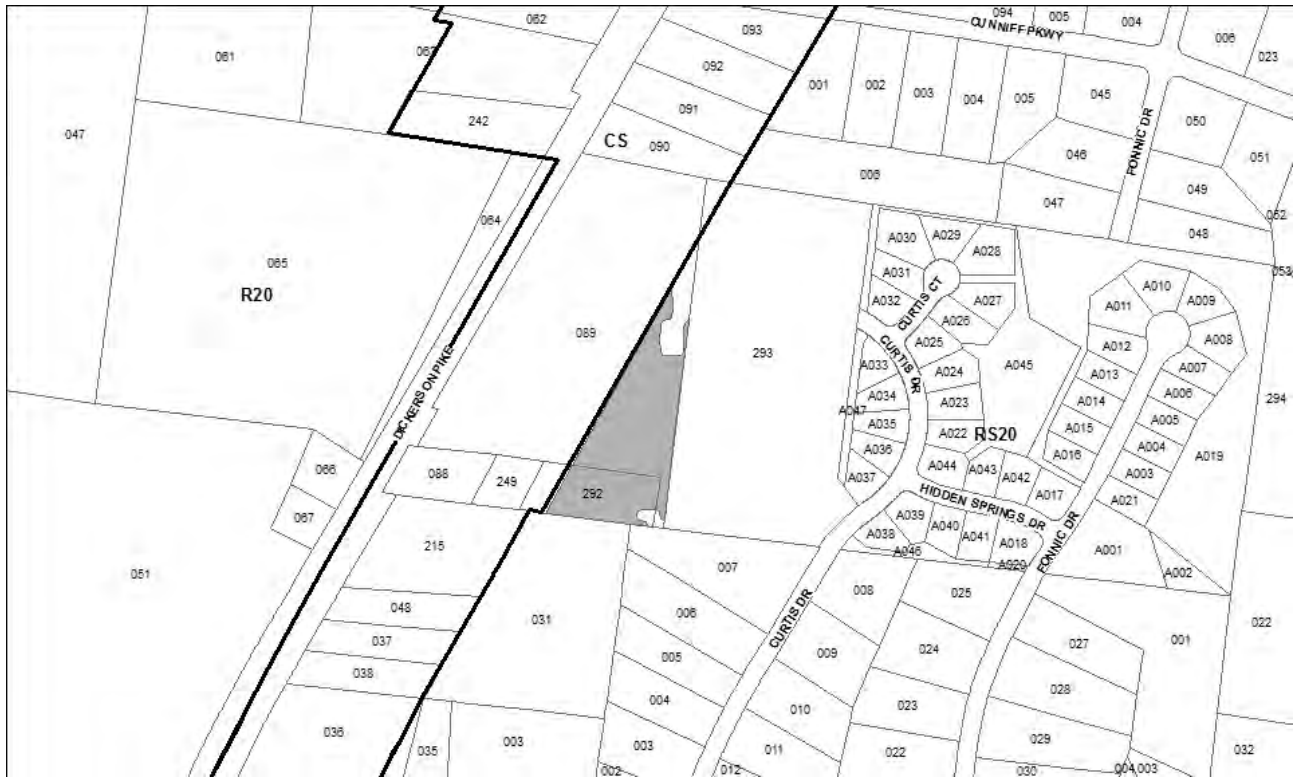 094
005
004
062
CUNNIFF PKWY
093
006
023
061
063
092
001
002
003
004
005
045
091
242
050
047
CS
090
FONNIC DR
046
051
006
049
047
064
052
048
A029
A030
A028
065
053
R20
A031
A010
A009
A011
A032
CURTIS CT
A027
A026
089
A008
293
A025
A012
CURTIS DR
A045
DICKERSON PIKE
A033
A024
A007
A013
A034
A006
294
A023
A014
A047
A005
A035
RS20
A015
A022
A004
A036
A019
A016
A044
A043
066
A003
A037
A042
088
249
A017
A021
292
HIDDEN SPRINGS DR
067
A039
A040
A038
A041
A018
215
FONNIC DR
A046
A001
A020
007
A002
051
008
025
048
006
031
CURTIS DR
001
022
037
027
009
024
005
038
028
004
010
023
036
029
035
003
003
011
022
032
002
012
030
004
003